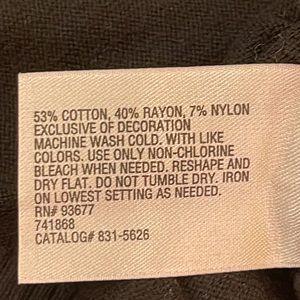 53% COTTON, 40% RAYON, 7% NYLON
EXCLUSIVE OF DECORATION
MACHINE WASH COLD. WITH LIKE
COLORS. USE ONLY NON-CHLORINE
BLEACH WHEN NEEDED. RESHAPE AND
DRY FLAT. DO NOT TUMBLE DRY. IRON
ON LOWEST SETTING AS NEEDED.
RN# 93677
741868
CATALOG# 831-5626